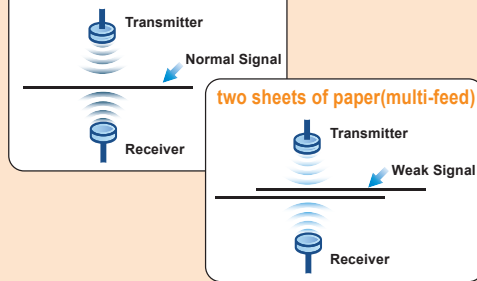 Transmitter
Normal Signal
Receiver
two sheets of paper(multi-feed)
Transmitter
Weak Signal
Receiver